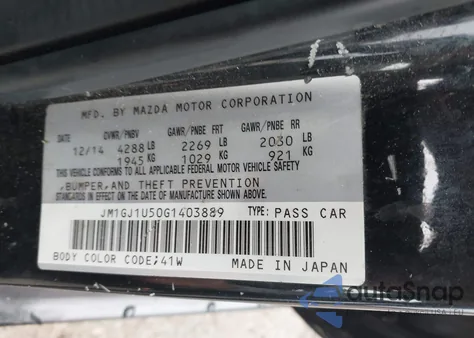 MFD. BY MAZDA MOTOR CORPORATION
GVWR/PNBV GAWR/PNBE FRT GAWR/PNBE RR
12/14 4288 LB 2269 LB 2030 LB
1945 KG 1029 KG 921 KG
THIS VEHICLE CONFORMS TO ALL APPLICABLE FEDERAL MOTOR VEHICLE SAFETY
,BUMPER,AND THEFT PREVENTION
STANDARDS IN EFFECT ON THE DATE OF MANUFACTURE SHOWN ABOVE.
JM1GJ1U50G1403889 TYPE: PASS CAR
BODY COLOR CODE;41W MADE IN JAPAN
autoSnap